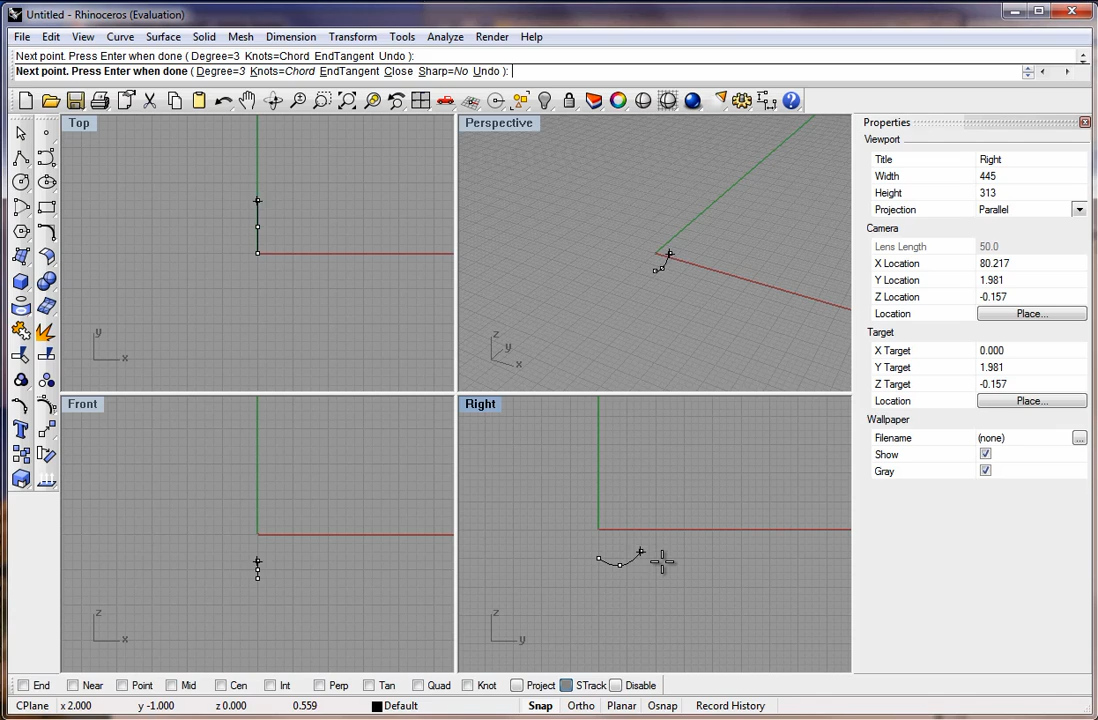 Untitled - Rhinoceros (Evaluation)
File Edit View Curve Surface Solid Mesh Dimension Transform Tools Analyze Render Help
Next point. Press Enter when done ( Degree=3 Knots=Chord EndTangent Undo ):
Next point. Press Enter when done ( Degree=3 Knots=Chord EndTangent Close Sharp=No Undo ):
Top
y
x
Perspective
z
y
x
Front
z
x
Right
z
y
Properties
Viewport
Title Right
Width 445
Height 313
Projection Parallel
Camera
Lens Length 50.0
X Location 80.217
Y Location 1.981
Z Location -0.157
Location Place...
Target
X Target 0.000
Y Target 1.981
Z Target -0.157
Location Place...
Wallpaper
Filename (none) ...
Show
Gray
End Near Point Mid Cen Int Perp Tan Quad Knot Project STrack Disable
CPlane x 2.000 y -1.000 z 0.000 0.559 Default Snap Ortho Planar Osnap Record History